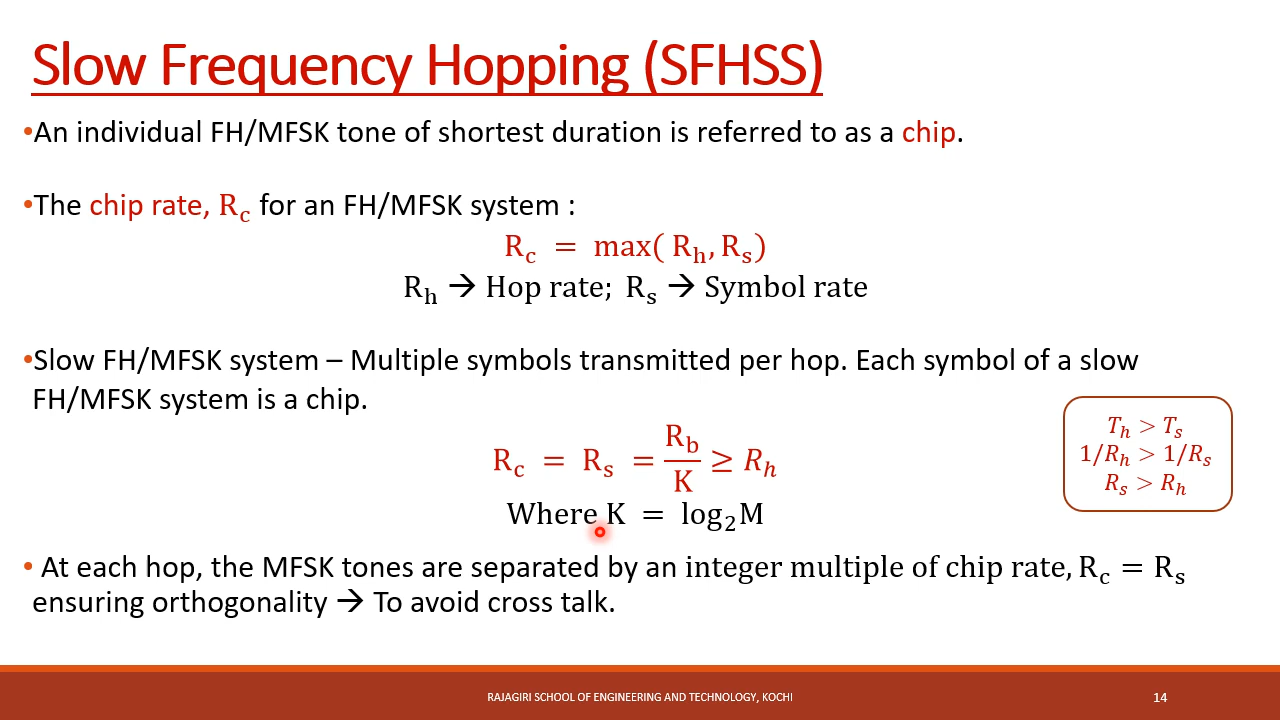 Slow Frequency Hopping (SFHSS)
•An individual FH/MFSK tone of shortest duration is referred to as a chip.
•The chip rate, R_c for an FH/MFSK system :
R_c = max( R_h, R_s)
R_h → Hop rate; R_s → Symbol rate
•Slow FH/MFSK system – Multiple symbols transmitted per hop. Each symbol of a slow
FH/MFSK system is a chip.
R_c = R_s = R_b/K ≥ R_h
Where K = log_2 M
T_h > T_s
1/R_h > 1/R_s
R_s > R_h
• At each hop, the MFSK tones are separated by an integer multiple of chip rate, R_c = R_s
ensuring orthogonality → To avoid cross talk.
RAJAGIRI SCHOOL OF ENGINEERING AND TECHNOLOGY, KOCHI
14